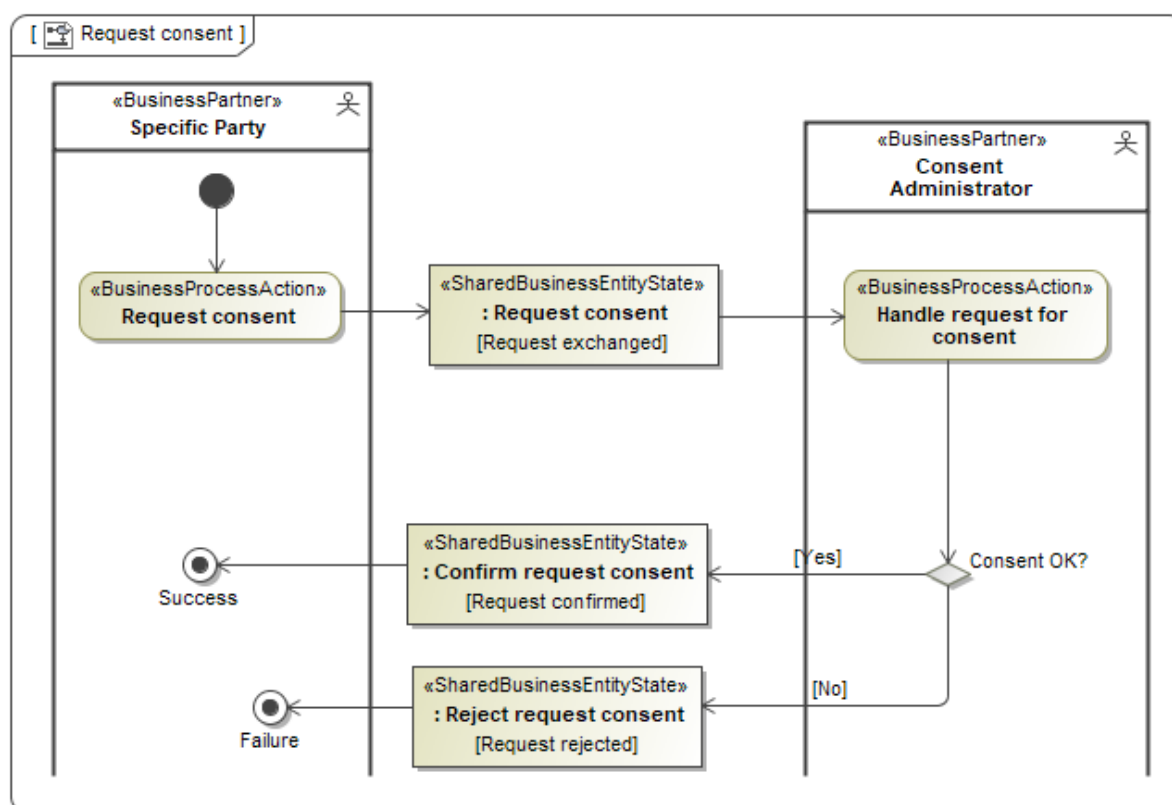 [ Request consent ]
«BusinessPartner»
Specific Party
«BusinessPartner»
Consent
Administrator
«BusinessProcessAction»
Request consent
«SharedBusinessEntityState»
: Request consent
[Request exchanged]
«BusinessProcessAction»
Handle request for
consent
«SharedBusinessEntityState»
: Confirm request consent
[Request confirmed]
[Yes]
Consent OK?
Success
«SharedBusinessEntityState»
: Reject request consent
[Request rejected]
[No]
Failure